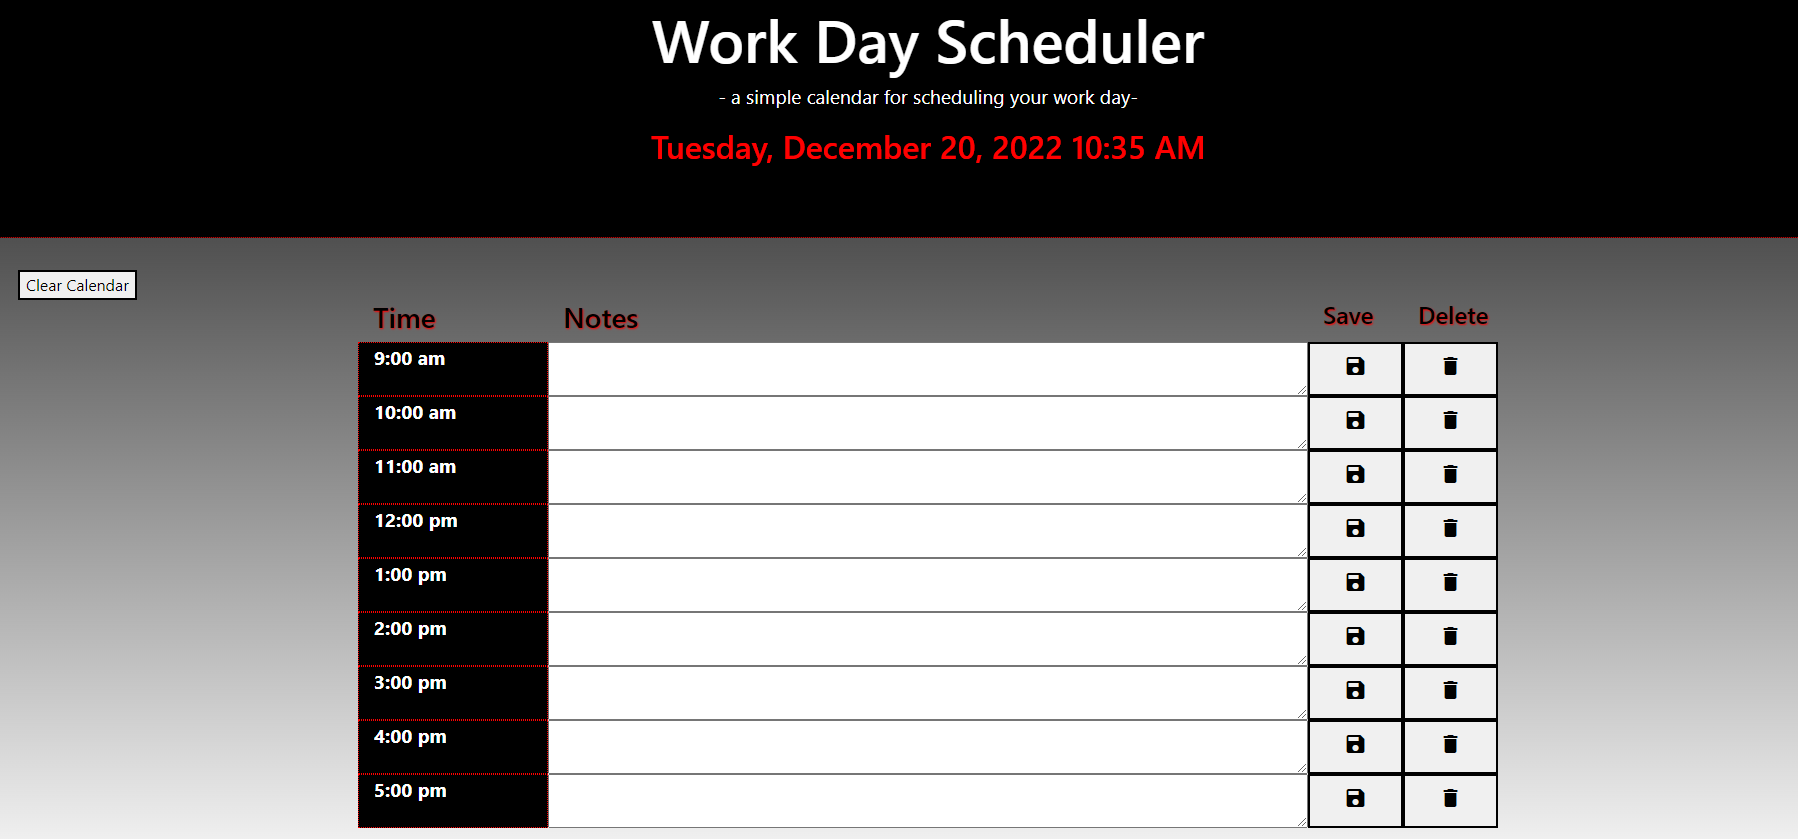 Work Day Scheduler
- a simple calendar for scheduling your work day-
Tuesday, December 20, 2022 10:35 AM
Clear Calendar
Time Notes Save Delete
9:00 am
10:00 am
11:00 am
12:00 pm
1:00 pm
2:00 pm
3:00 pm
4:00 pm
5:00 pm